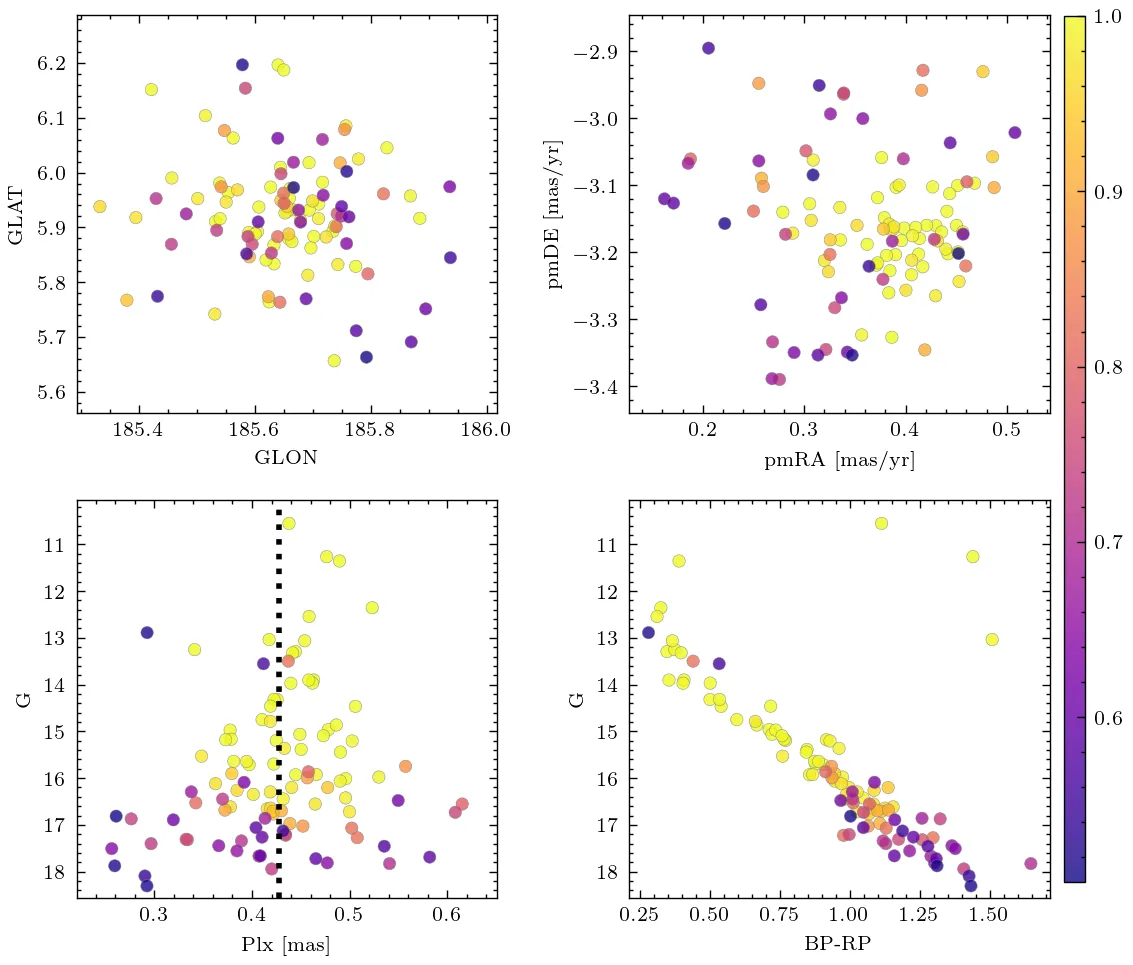 6.2
6.1
6.0
5.9
5.8
5.7
5.6
GLAT
185.4 185.6 185.8 186.0
GLON
−2.9
−3.0
−3.1
−3.2
−3.3
−3.4
pmDE [mas/yr]
0.2 0.3 0.4 0.5
pmRA [mas/yr]
1.0
0.9
0.8
0.7
0.6
11
12
13
14
15
16
17
18
G
0.3 0.4 0.5 0.6
Plx [mas]
11
12
13
14
15
16
17
18
G
0.25 0.50 0.75 1.00 1.25 1.50
BP-RP